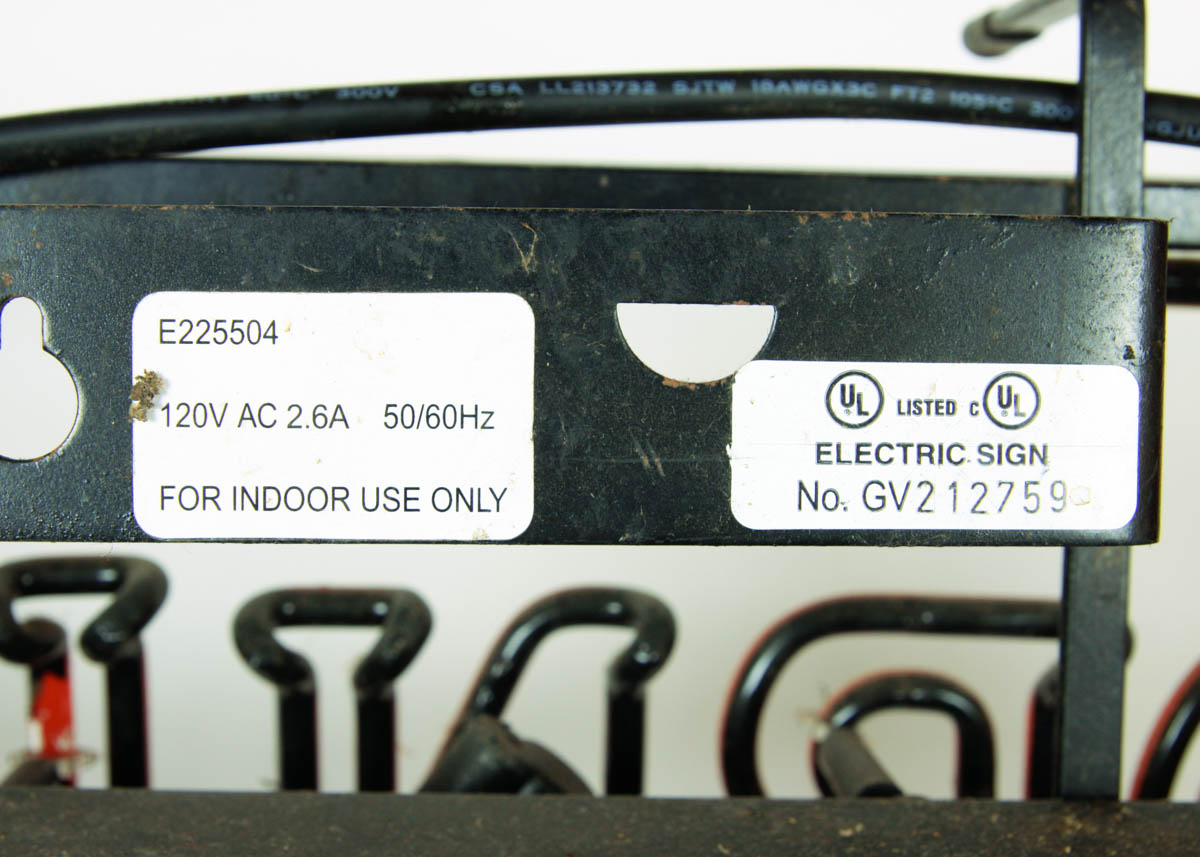 300V CSA LL213732 SJTW 18AWGX3C FT2 105°C 300
E225504
120V AC 2.6A 50/60Hz
FOR INDOOR USE ONLY
UL ® LISTED C UL ®
ELECTRIC SIGN
No. GV212759